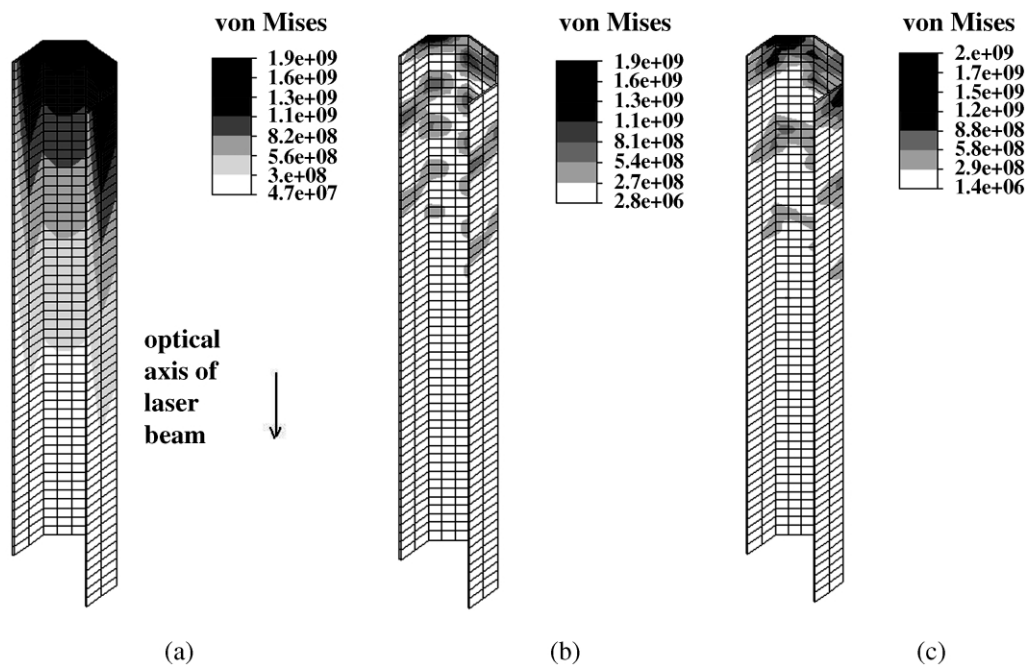 von Mises
1.9e+09
1.6e+09
1.3e+09
1.1e+09
8.2e+08
5.6e+08
3e+08
4.7e+07
von Mises
1.9e+09
1.6e+09
1.3e+09
1.1e+09
8.1e+08
5.4e+08
2.7e+08
2.8e+06
von Mises
2.e+09
1.7e+09
1.5e+09
1.2e+09
8.8e+08
5.8e+08
2.9e+08
1.4e+06
optical
axis of
laser
beam
(a)
(b)
(c)